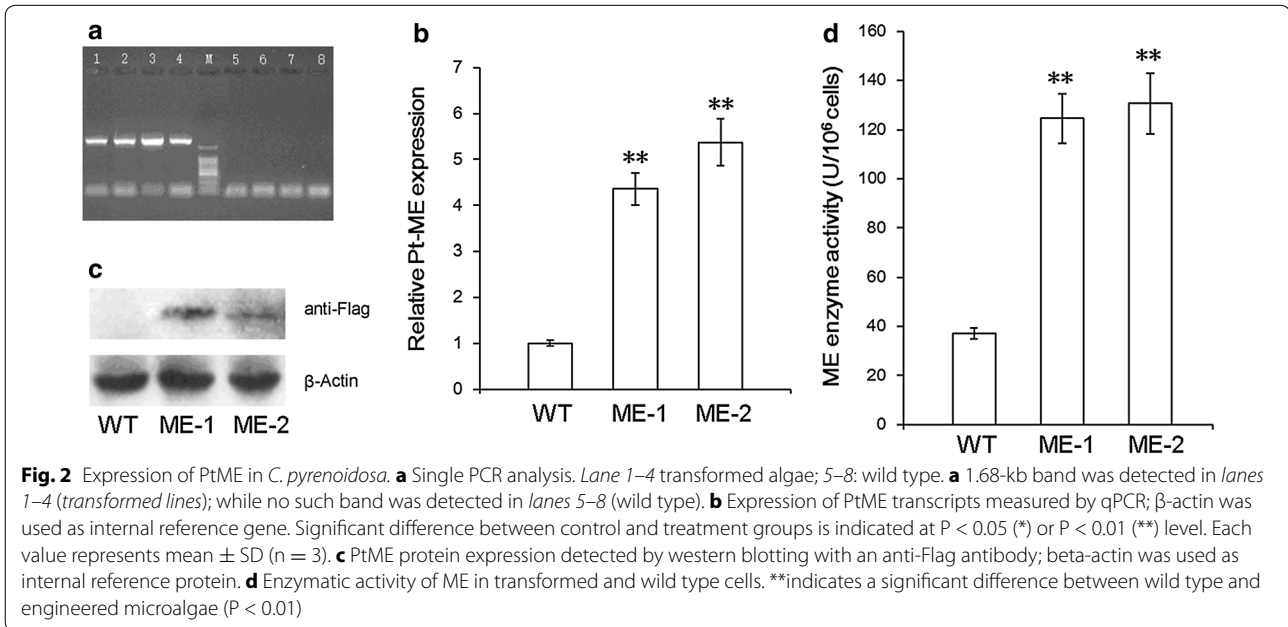 a
1 2 3 4 M 5 6 7 8
b
Relative Pt-ME expression
7
6
5
4
3
2
1
0
**
**
WT ME-1 ME-2
c
anti-Flag
β-Actin
WT ME-1 ME-2
d
ME enzyme activity (U/10⁶ cells)
160
140
120
100
80
60
40
20
0
**
**
WT ME-1 ME-2
Fig. 2 Expression of PtME in C. pyrenoidosa. a Single PCR analysis. Lane 1–4 transformed algae; 5–8: wild type. a 1.68-kb band was detected in lanes
1–4 (transformed lines); while no such band was detected in lanes 5–8 (wild type). b Expression of PtME transcripts measured by qPCR; β-actin was
used as internal reference gene. Significant difference between control and treatment groups is indicated at P < 0.05 (*) or P < 0.01 (**) level. Each
value represents mean ± SD (n = 3). c PtME protein expression detected by western blotting with an anti-Flag antibody; beta-actin was used as
internal reference protein. d Enzymatic activity of ME in transformed and wild type cells. **indicates a significant difference between wild type and
engineered microalgae (P < 0.01)